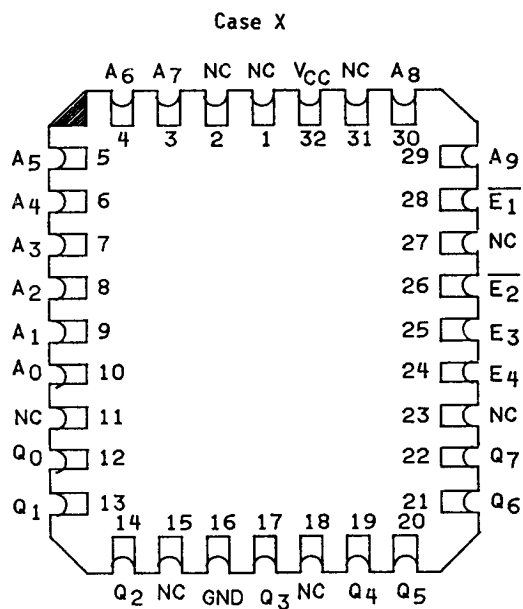 Case X
A6 A7 NC NC VCC NC A8
4 3 2 1 32 31 30
A5 5 29 A9
A4 6 28 E̅1̅
A3 7 27 NC
A2 8 26 E̅2̅
A1 9 25 E3
A0 10 24 E4
NC 11 23 NC
Q0 12 22 Q7
Q1 13 21 Q6
14 15 16 17 18 19 20
Q2 NC GND Q3 NC Q4 Q5